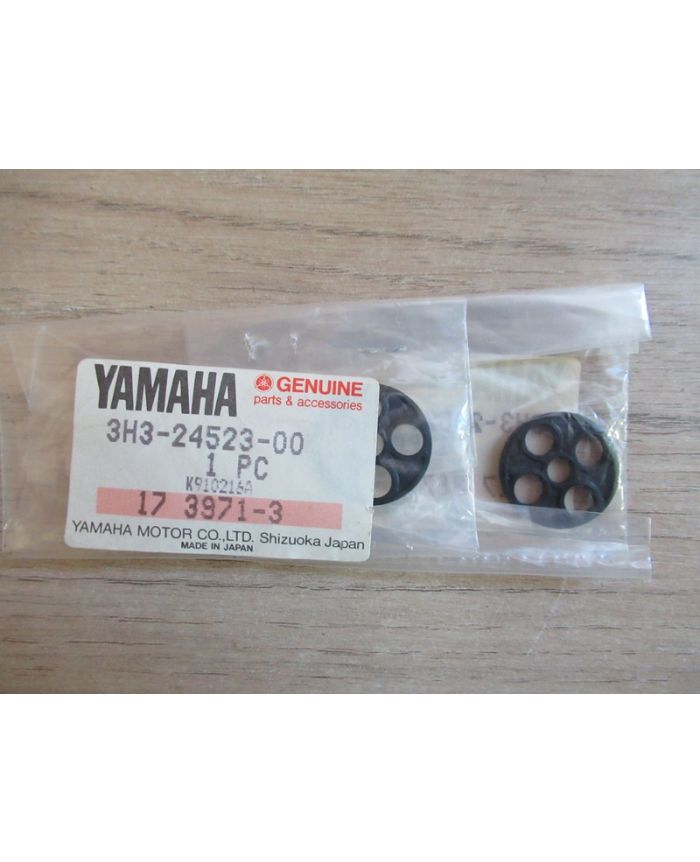 YAMAHA
GENUINE
parts & accessories
3H3-24523-00
1 PC
K910216A
17 3971-3
YAMAHA MOTOR CO.,LTD. Shizuoka Japan
MADE IN JAPAN